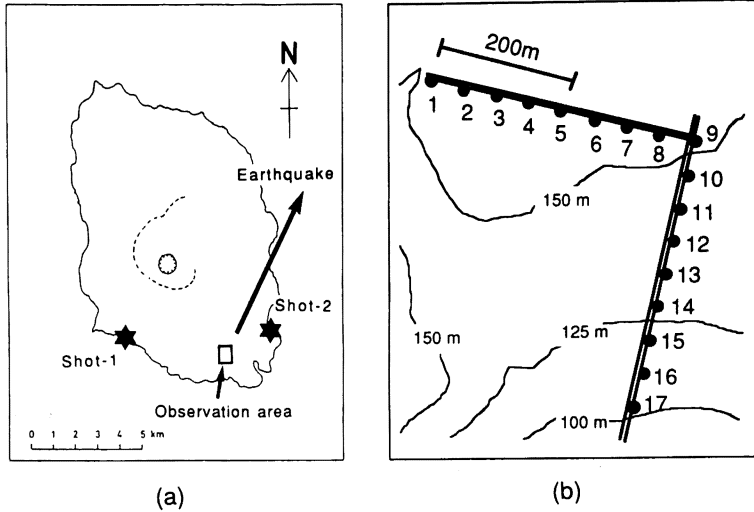 N
Earthquake
Shot-2
Shot-1
Observation area
0 1 2 3 4 5 km
(a)
200m
1 2 3 4 5 6 7 8 9
10
150 m
11
12
13
14
150 m
125 m
15
16
17
100 m
(b)